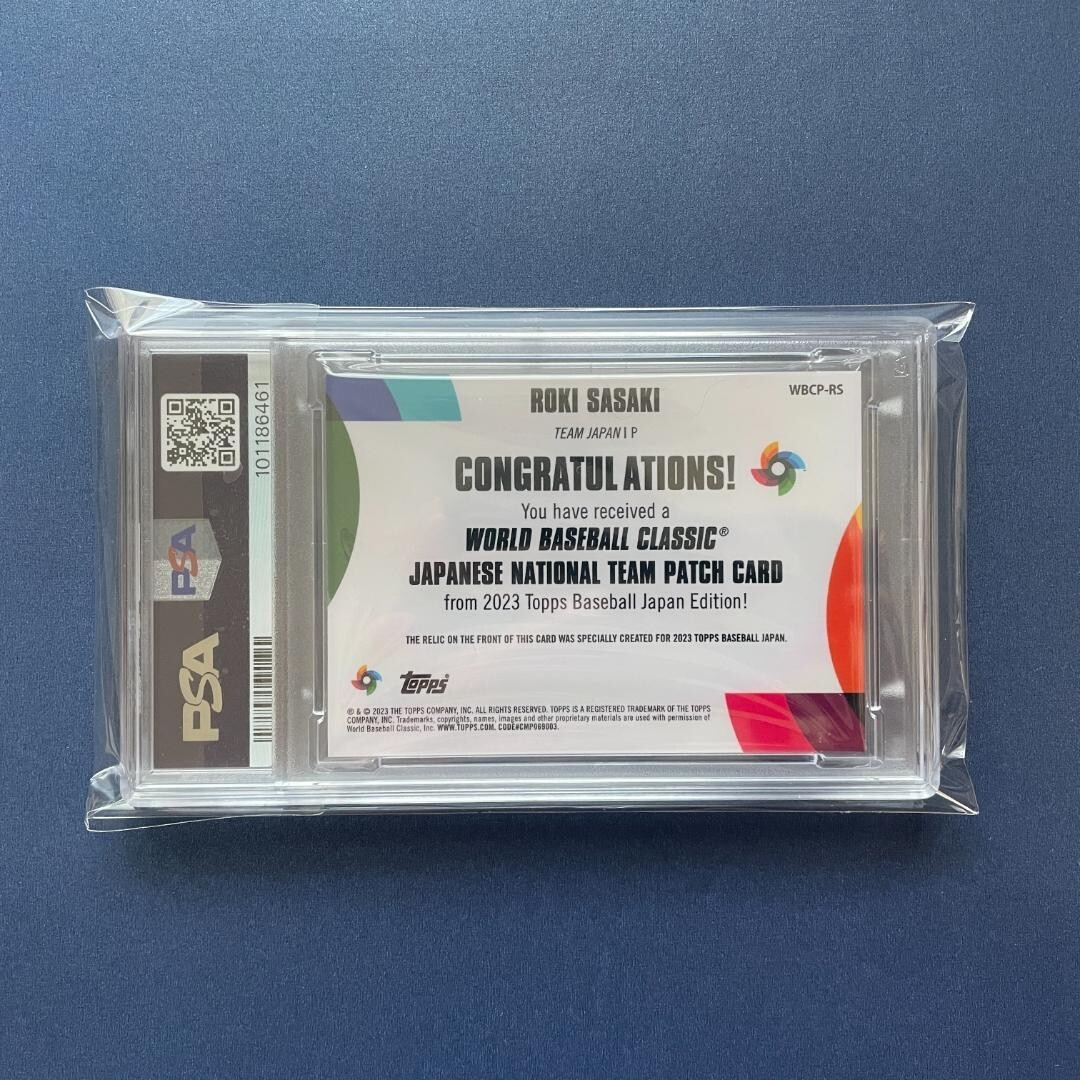 ROKI SASAKI
WBCP-RS
TEAM JAPAN | P
CONGRATULATIONS!
You have received a
WORLD BASEBALL CLASSIC®
JAPANESE NATIONAL TEAM PATCH CARD
from 2023 Topps Baseball Japan Edition!
THE RELIC ON THE FRONT OF THIS CARD WAS SPECIALLY CREATED FOR 2023 TOPPS BASEBALL JAPAN.
topps
® & © 2023 THE TOPPS COMPANY, INC. ALL RIGHTS RESERVED. TOPPS IS A REGISTERED TRADEMARK OF THE TOPPS
COMPANY, INC. Trademarks, copyrights, names, images and other proprietary materials are used with permission of
World Baseball Classic, Inc. WWW.TOPPS.COM. CODE#CMP069003.
101186461
PSA
PSA